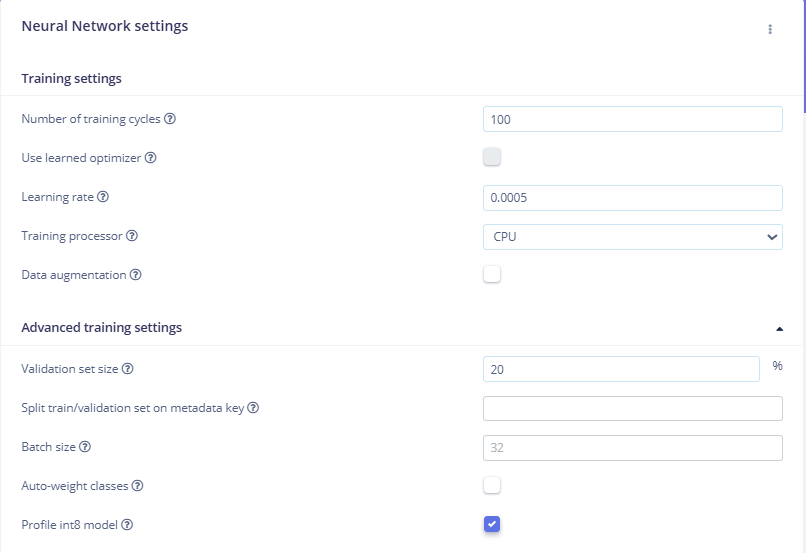 Neural Network settings
Training settings
Number of training cycles ?
100
Use learned optimizer ?
Learning rate ?
0.0005
Training processor ?
CPU
Data augmentation ?
Advanced training settings
Validation set size ?
20
%
Split train/validation set on metadata key ?
Batch size ?
32
Auto-weight classes ?
Profile int8 model ?